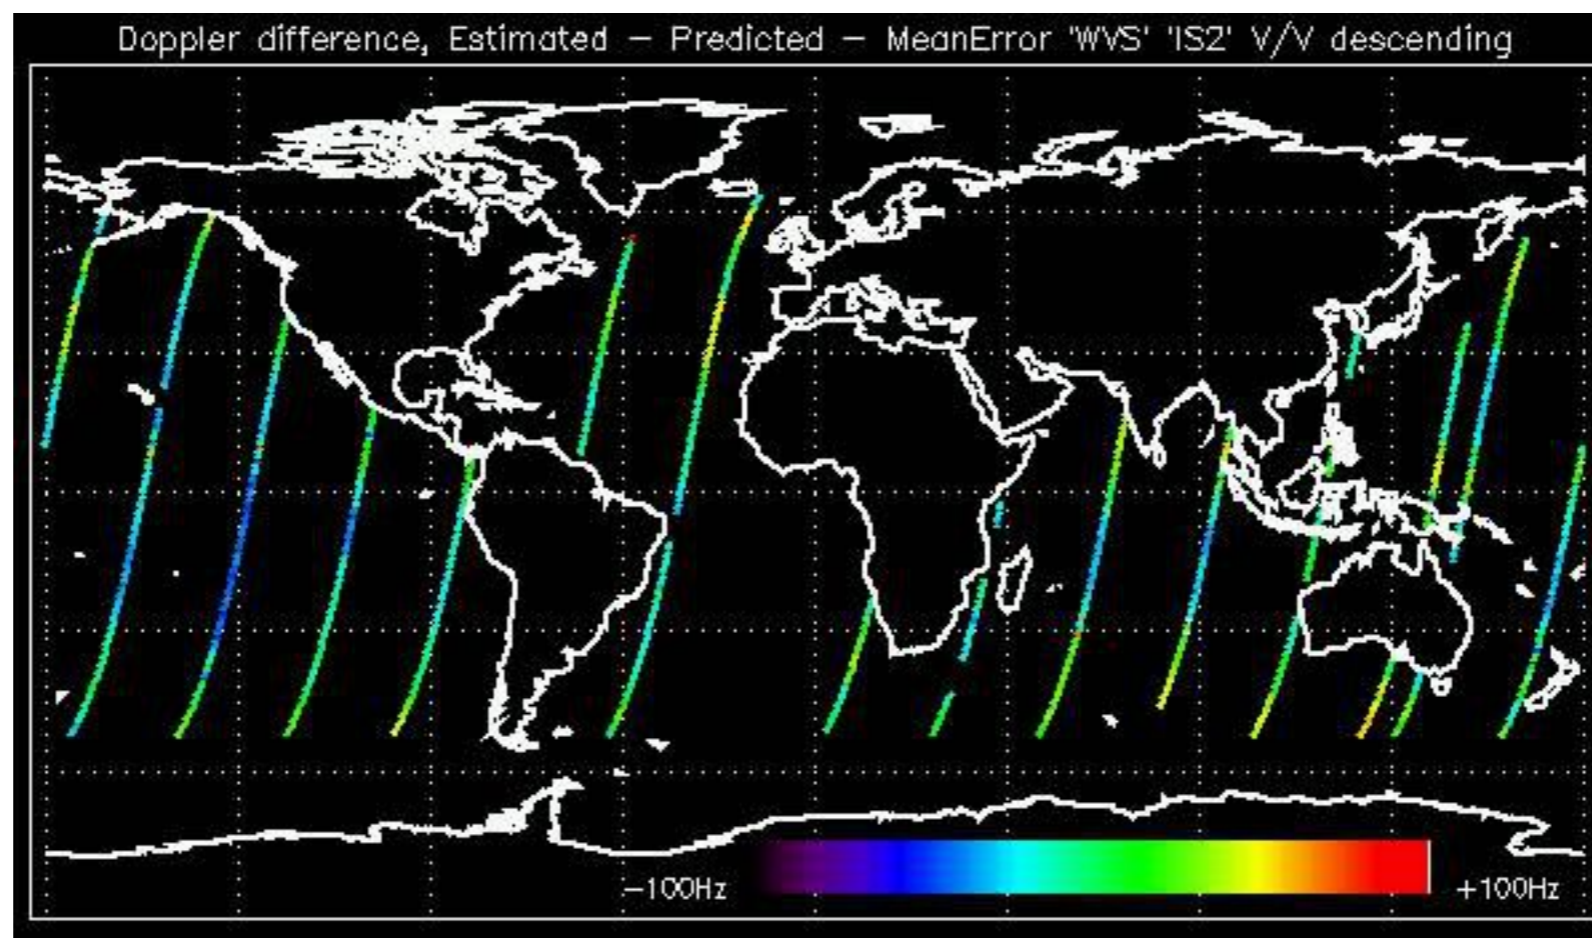 Doppler difference, Estimated — Predicted — MeanError 'WVS' 'IS2' V/V descending
—100Hz
+100Hz